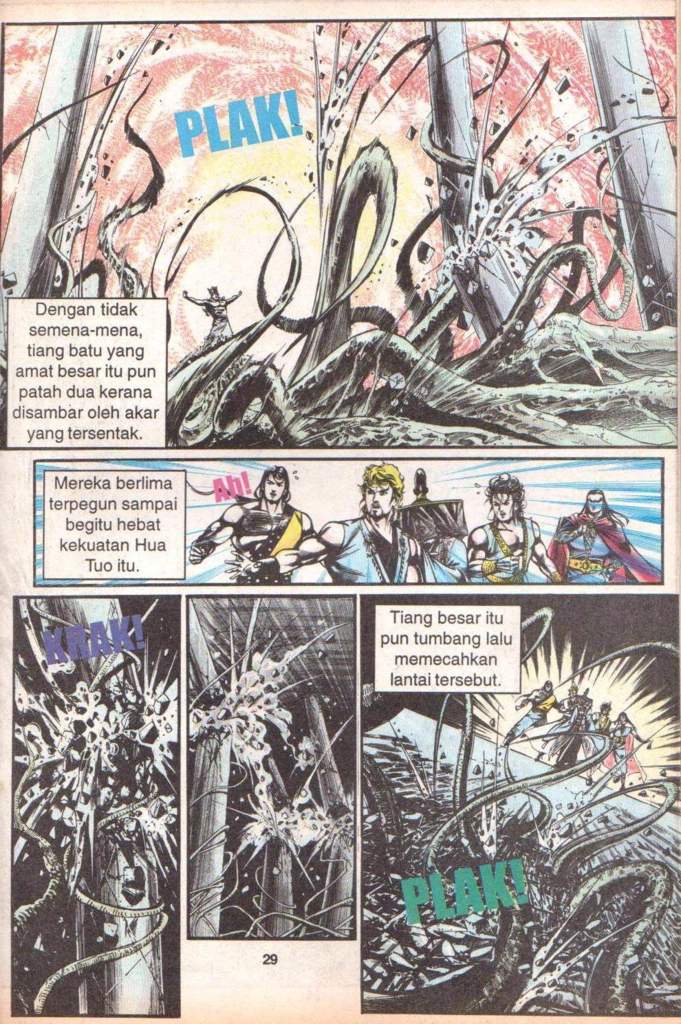 PLAK!
Dengan tidak
semena-mena,
tiang batu yang
amat besar itu pun
patah dua kerana
disambar oleh akar
yang tersentak.
Mereka berlima
terpegun sampai
begitu hebat
kekuatan Hua
Tuo itu.
Ah!
KRAK!
Tiang besar itu
pun tumbang lalu
memecahkan
lantai tersebut.
PLAK!
29